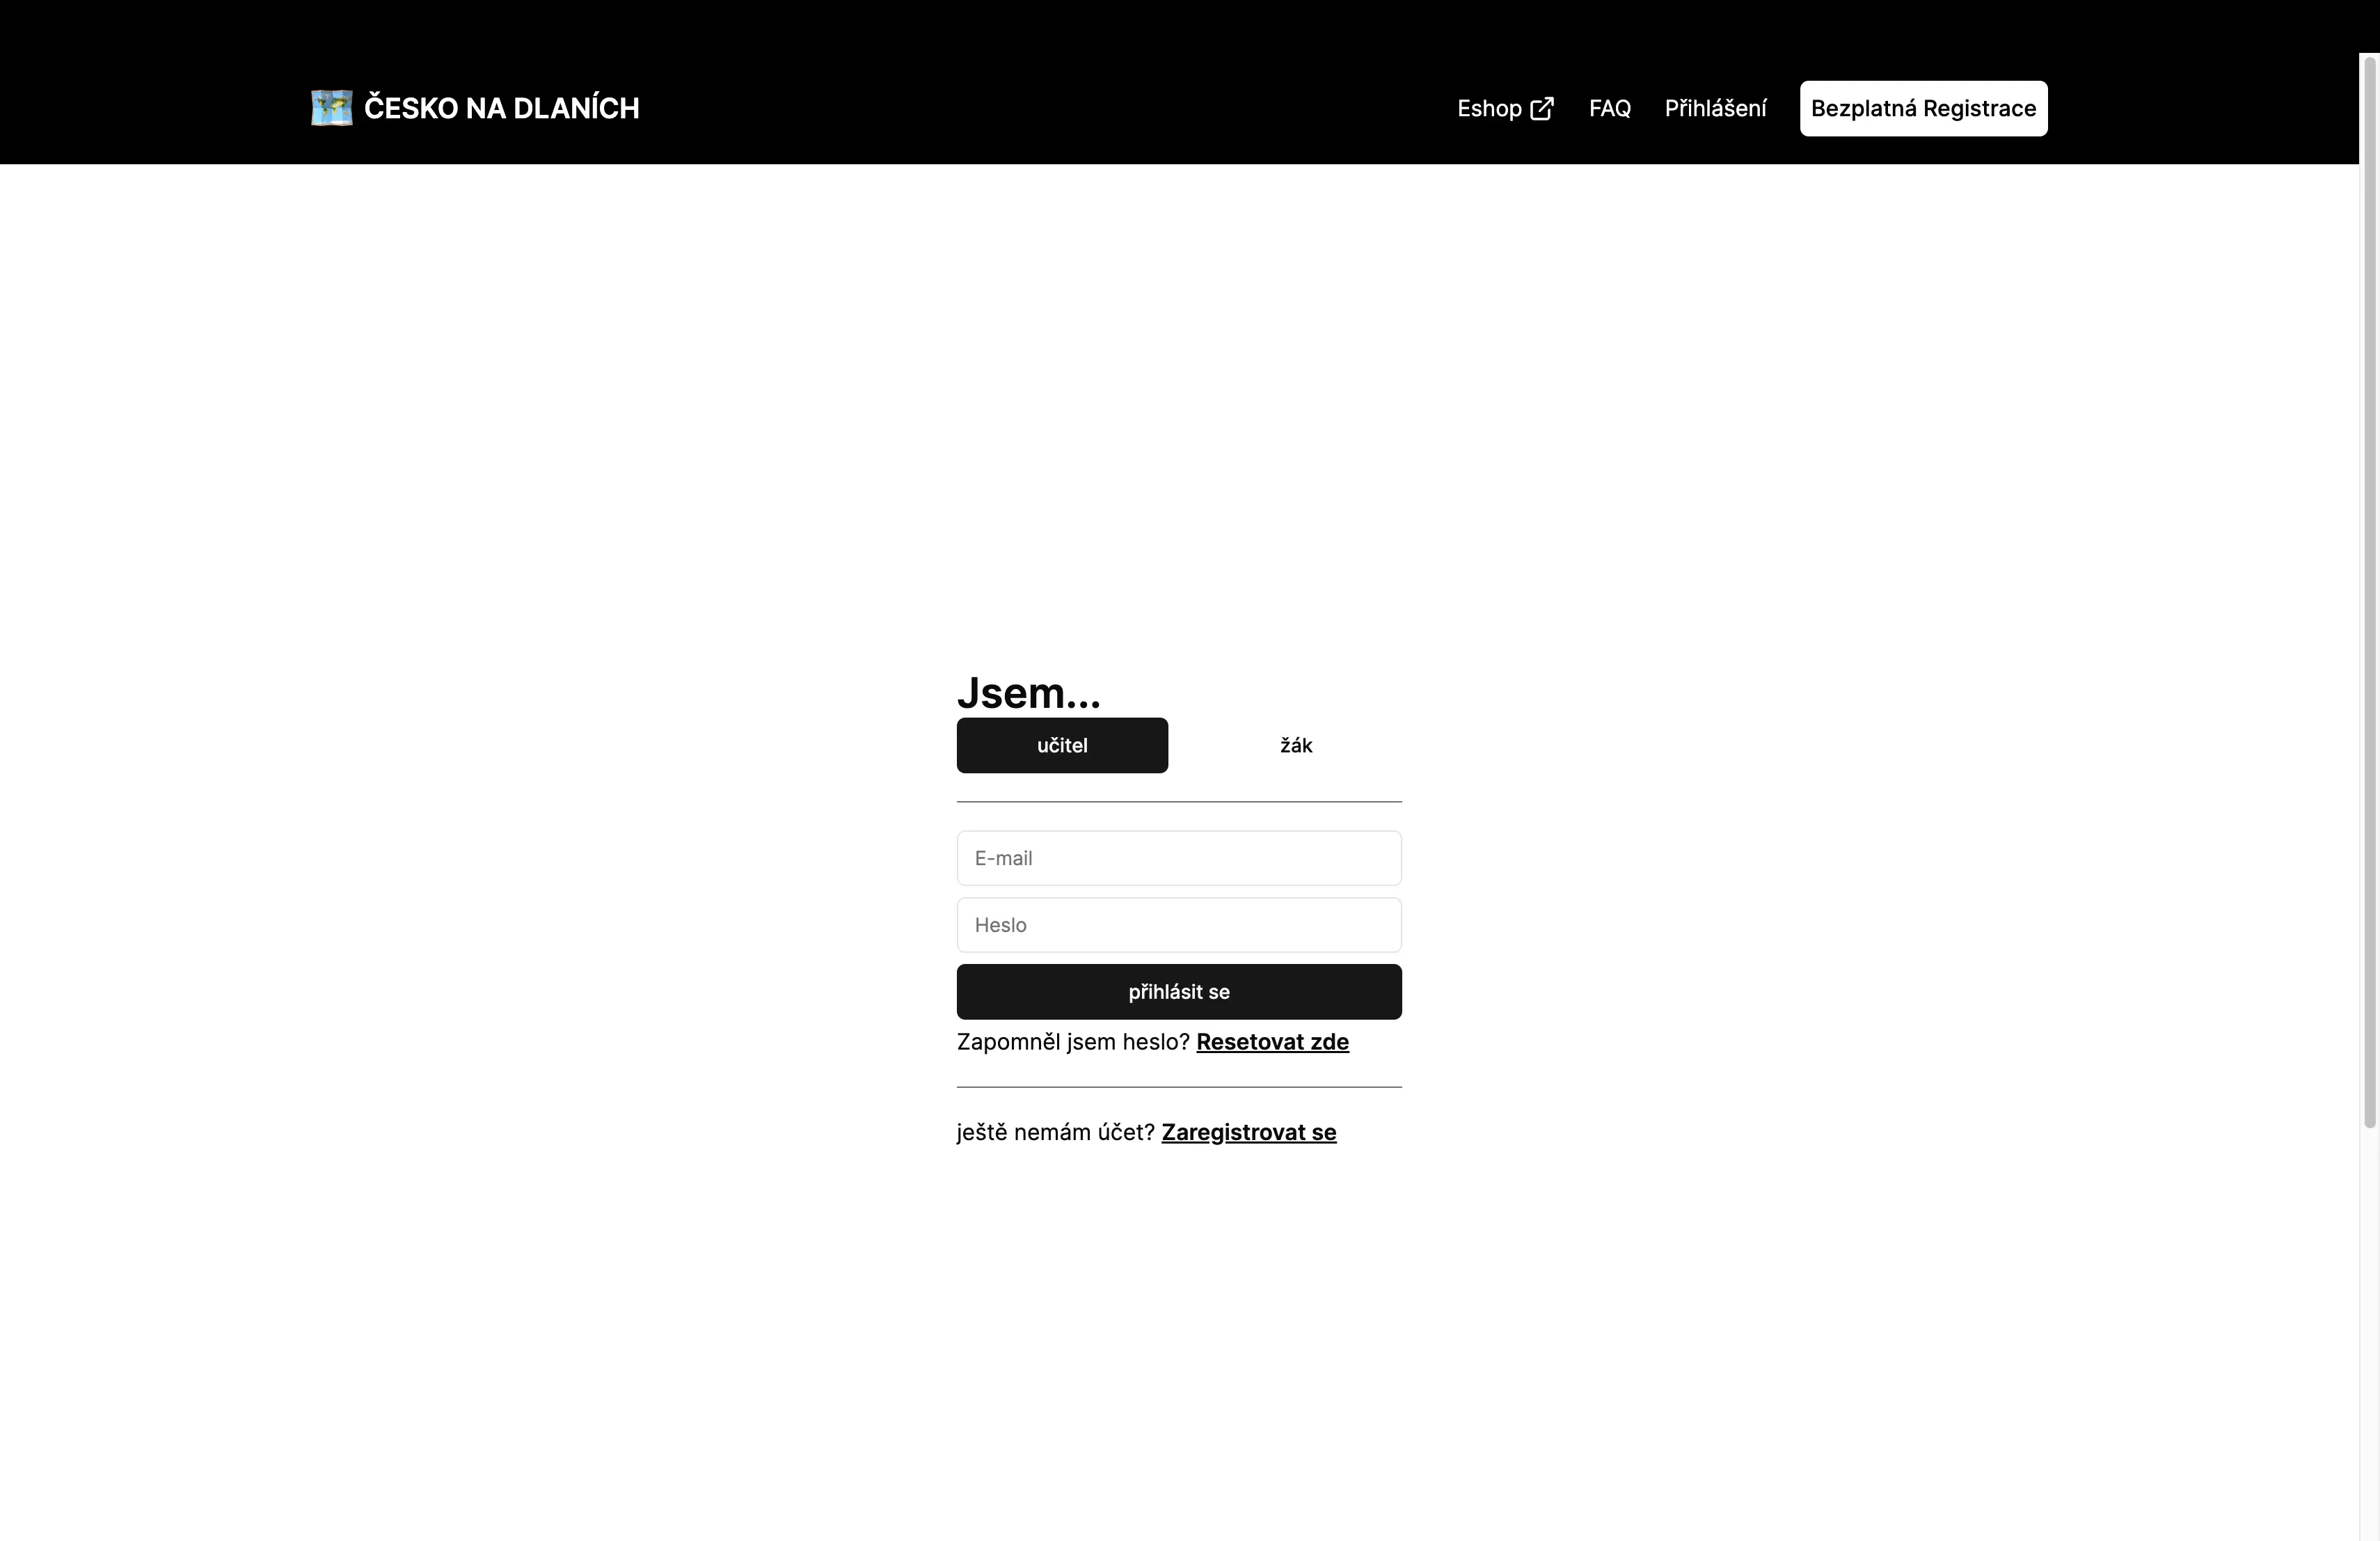 ČESKO NA DLANÍCH
Eshop FAQ Přihlášení Bezplatná Registrace
Jsem...
učitel žák
E-mail
Heslo
přihlásit se
Zapomněl jsem heslo? Resetovat zde
ještě nemám účet? Zaregistrovat se